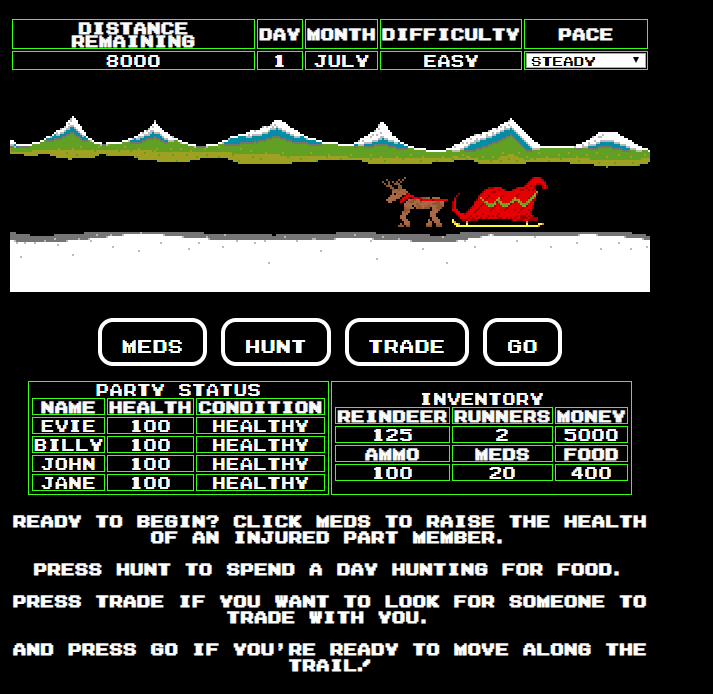 DISTANCE REMAINING DAY MONTH DIFFICULTY PACE
8000 1 JULY EASY STEADY
MEDS HUNT TRADE GO
PARTY STATUS
NAME HEALTH CONDITION
EVIE 100 HEALTHY
BILLY 100 HEALTHY
JOHN 100 HEALTHY
JANE 100 HEALTHY
INVENTORY
REINDEER RUNNERS MONEY
125 2 5000
AMMO MEDS FOOD
100 20 400
READY TO BEGIN? CLICK MEDS TO RAISE THE HEALTH
OF AN INJURED PART MEMBER.
PRESS HUNT TO SPEND A DAY HUNTING FOR FOOD.
PRESS TRADE IF YOU WANT TO LOOK FOR SOMEONE TO
TRADE WITH YOU.
AND PRESS GO IF YOU'RE READY TO MOVE ALONG THE
TRAIL!